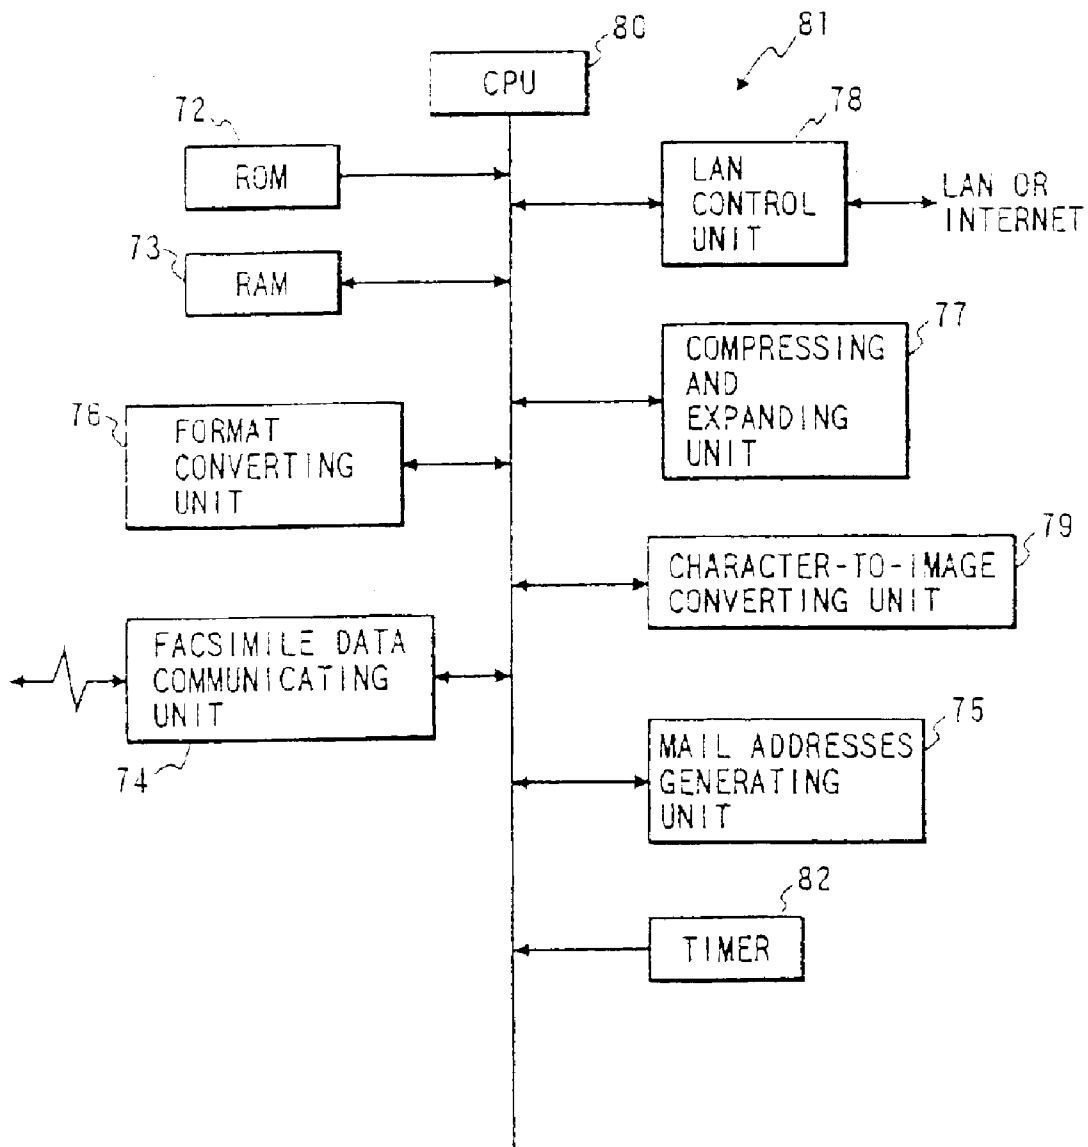 80
81
CPU
72
ROM
78
LAN
CONTROL
UNIT
LAN OR
INTERNET
73
RAM
77
COMPRESSING
AND
EXPANDING
UNIT
76
FORMAT
CONVERTING
UNIT
79
CHARACTER-TO-IMAGE
CONVERTING UNIT
FACSIMILE DATA
COMMUNICATING
UNIT
74
75
MAIL ADDRESSES
GENERATING
UNIT
82
TIMER